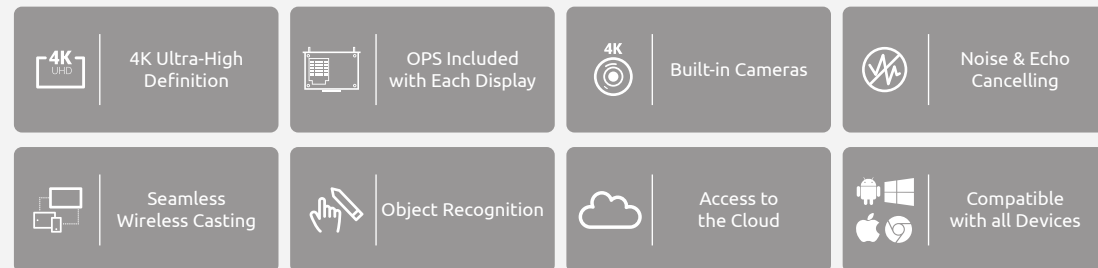 4K
UHD
4K Ultra-High
Definition
OPS Included
with Each Display
4K
Built-in Cameras
Noise & Echo
Cancelling
Seamless
Wireless Casting
Object Recognition
Access to
the Cloud
Compatible
with all Devices